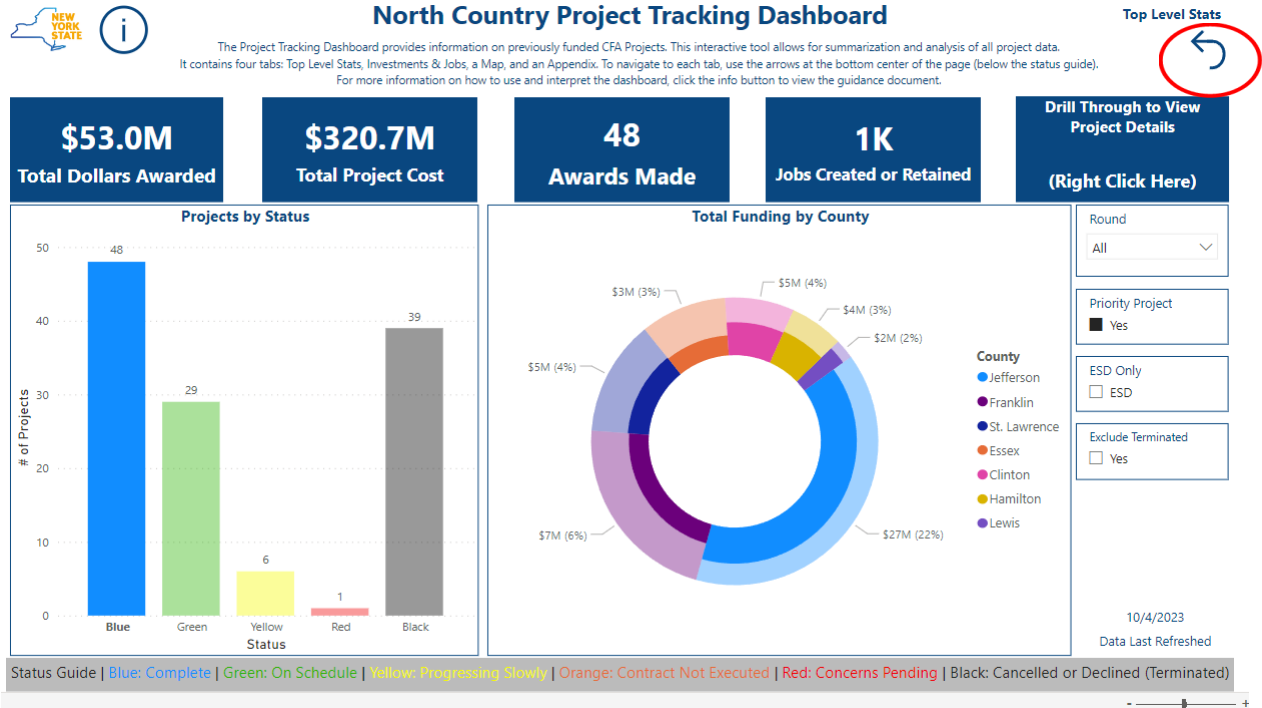 NEW
YORK
STATE
i
North Country Project Tracking Dashboard
Top Level Stats
The Project Tracking Dashboard provides information on previously funded CFA Projects. This interactive tool allows for summarization and analysis of all project data.
It contains four tabs: Top Level Stats, Investments & Jobs, a Map, and an Appendix. To navigate to each tab, use the arrows at the bottom center of the page (below the status guide).
For more information on how to use and interpret the dashboard, click the info button to view the guidance document.
$53.0M
Total Dollars Awarded
$320.7M
Total Project Cost
48
Awards Made
1K
Jobs Created or Retained
Drill Through to View
Project Details
(Right Click Here)
Projects by Status
# of Projects
50
40
30
20
10
0
48
29
6
1
39
Blue
Green
Yellow
Red
Black
Status
Total Funding by County
$3M (3%)
$5M (4%)
$4M (3%)
$2M (2%)
$5M (4%)
$7M (6%)
$27M (22%)
County
Jefferson
Franklin
St. Lawrence
Essex
Clinton
Hamilton
Lewis
Round
All
Priority Project
Yes
ESD Only
ESD
Exclude Terminated
Yes
10/4/2023
Data Last Refreshed
Status Guide | Blue: Complete | Green: On Schedule | Yellow: Progressing Slowly | Orange: Contract Not Executed | Red: Concerns Pending | Black: Cancelled or Declined (Terminated)
- +